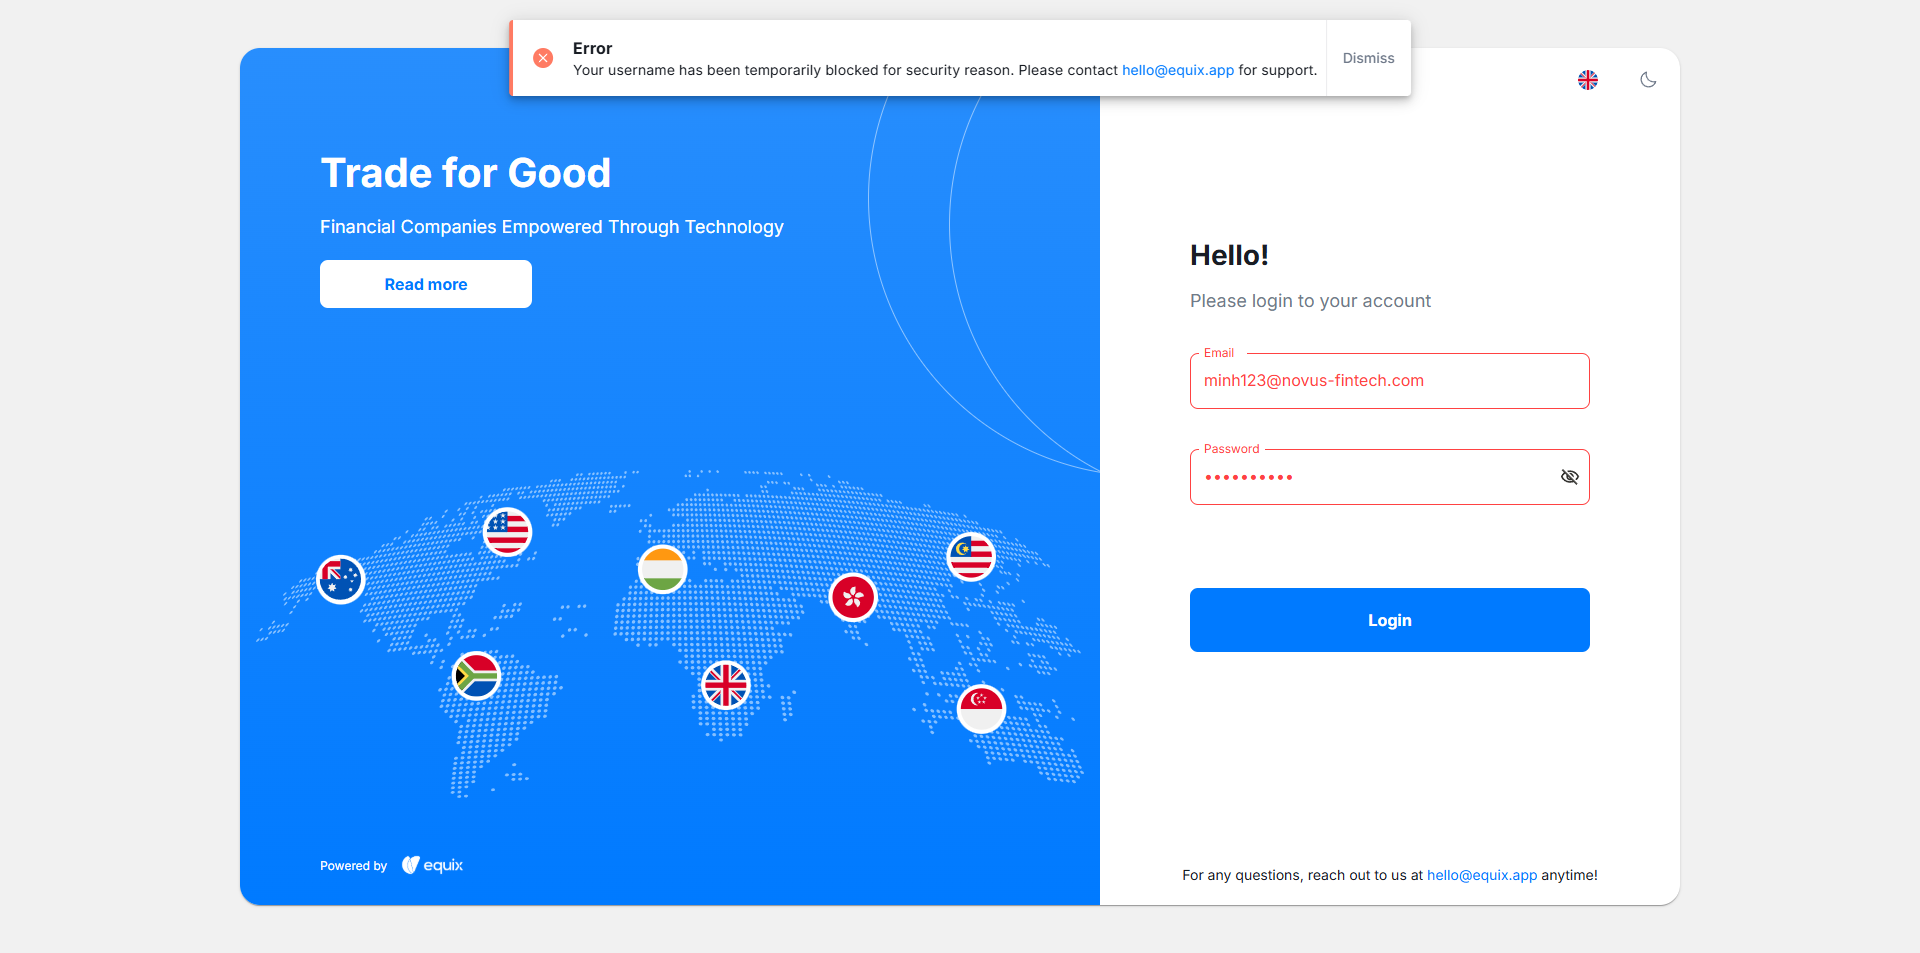 Error
Your username has been temporarily blocked for security reason. Please contact hello@equix.app for support.
Dismiss
Trade for Good
Financial Companies Empowered Through Technology
Read more
Powered by equix
Hello!
Please login to your account
Email
minh123@novus-fintech.com
Password
Login
For any questions, reach out to us at hello@equix.app anytime!